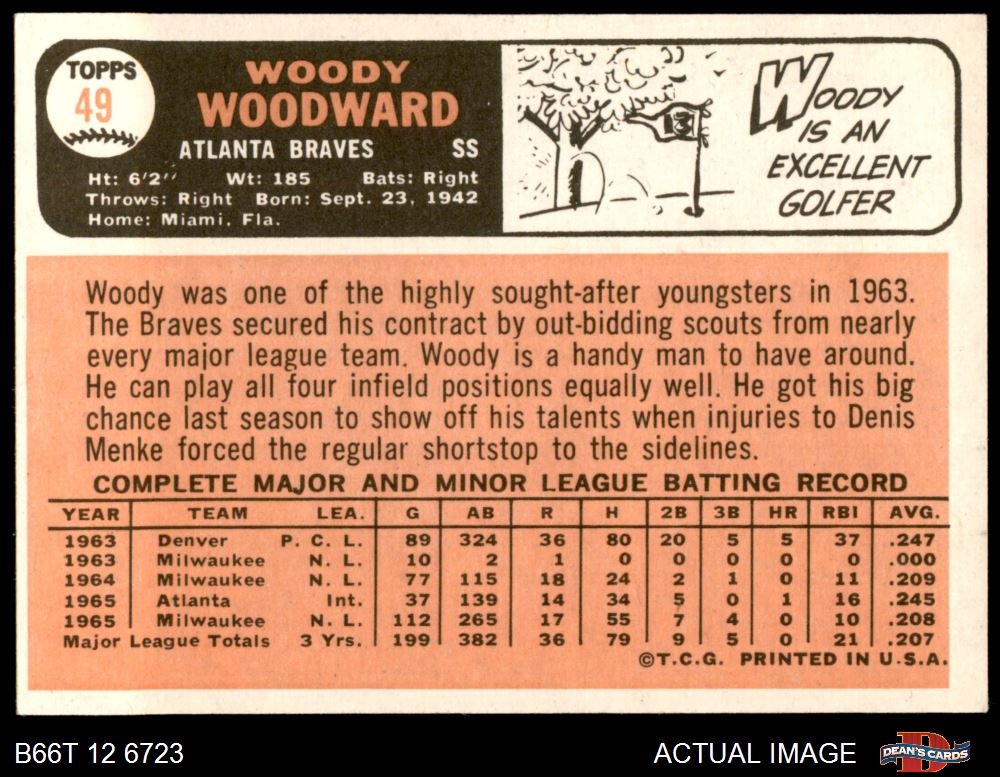 TOPPS
49
WOODY
WOODWARD
ATLANTA BRAVES SS
Ht: 6'2" Wt: 185 Bats: Right
Throws: Right Born: Sept. 23, 1942
Home: Miami, Fla.
13
WOODY
IS AN
EXCELLENT
GOLFER
Woody was one of the highly sought-after youngsters in 1963.
The Braves secured his contract by out-bidding scouts from nearly
every major league team. Woody is a handy man to have around.
He can play all four infield positions equally well. He got his big
chance last season to show off his talents when injuries to Denis
Menke forced the regular shortstop to the sidelines.
COMPLETE MAJOR AND MINOR LEAGUE BATTING RECORD
YEAR TEAM LEA. G AB R H 2B 3B HR RBI AVG.
1963 Denver P. C. L. 89 324 36 80 20 5 5 37 .247
1963 Milwaukee N. L. 10 2 1 0 0 0 0 0 .000
1964 Milwaukee N. L. 77 115 18 24 2 1 0 11 .209
1965 Atlanta Int. 37 139 14 34 5 0 1 16 .245
1965 Milwaukee N. L. 112 265 17 55 7 4 0 10 .208
Major League Totals 3 Yrs. 199 382 36 79 9 5 0 21 .207
©T.C.G. PRINTED IN U.S.A.
B66T 12 6723
ACTUAL IMAGE
DEAN'S CARDS